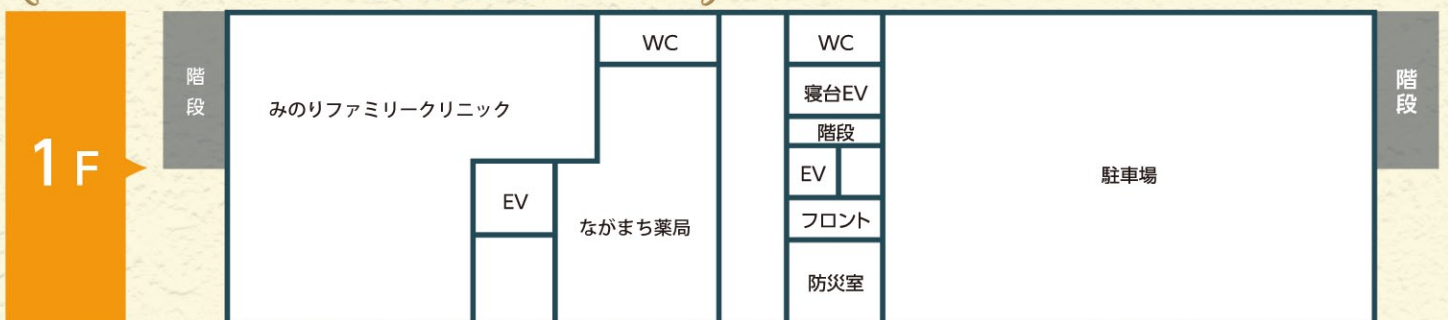 1F
階段
みのりファミリークリニック
EV
WC
ながまち薬局
WC
寝台EV
階段
EV
フロント
防災室
駐車場
階段